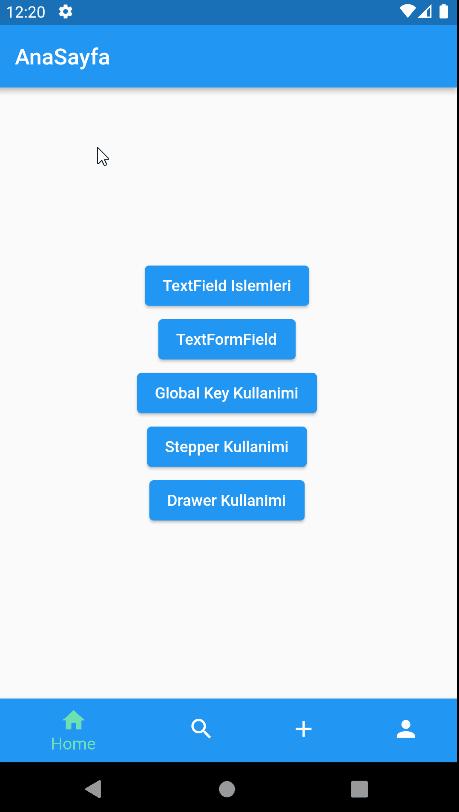 12:20
AnaSayfa
TextField Islemleri
TextFormField
Global Key Kullanimi
Stepper Kullanimi
Drawer Kullanimi
Home